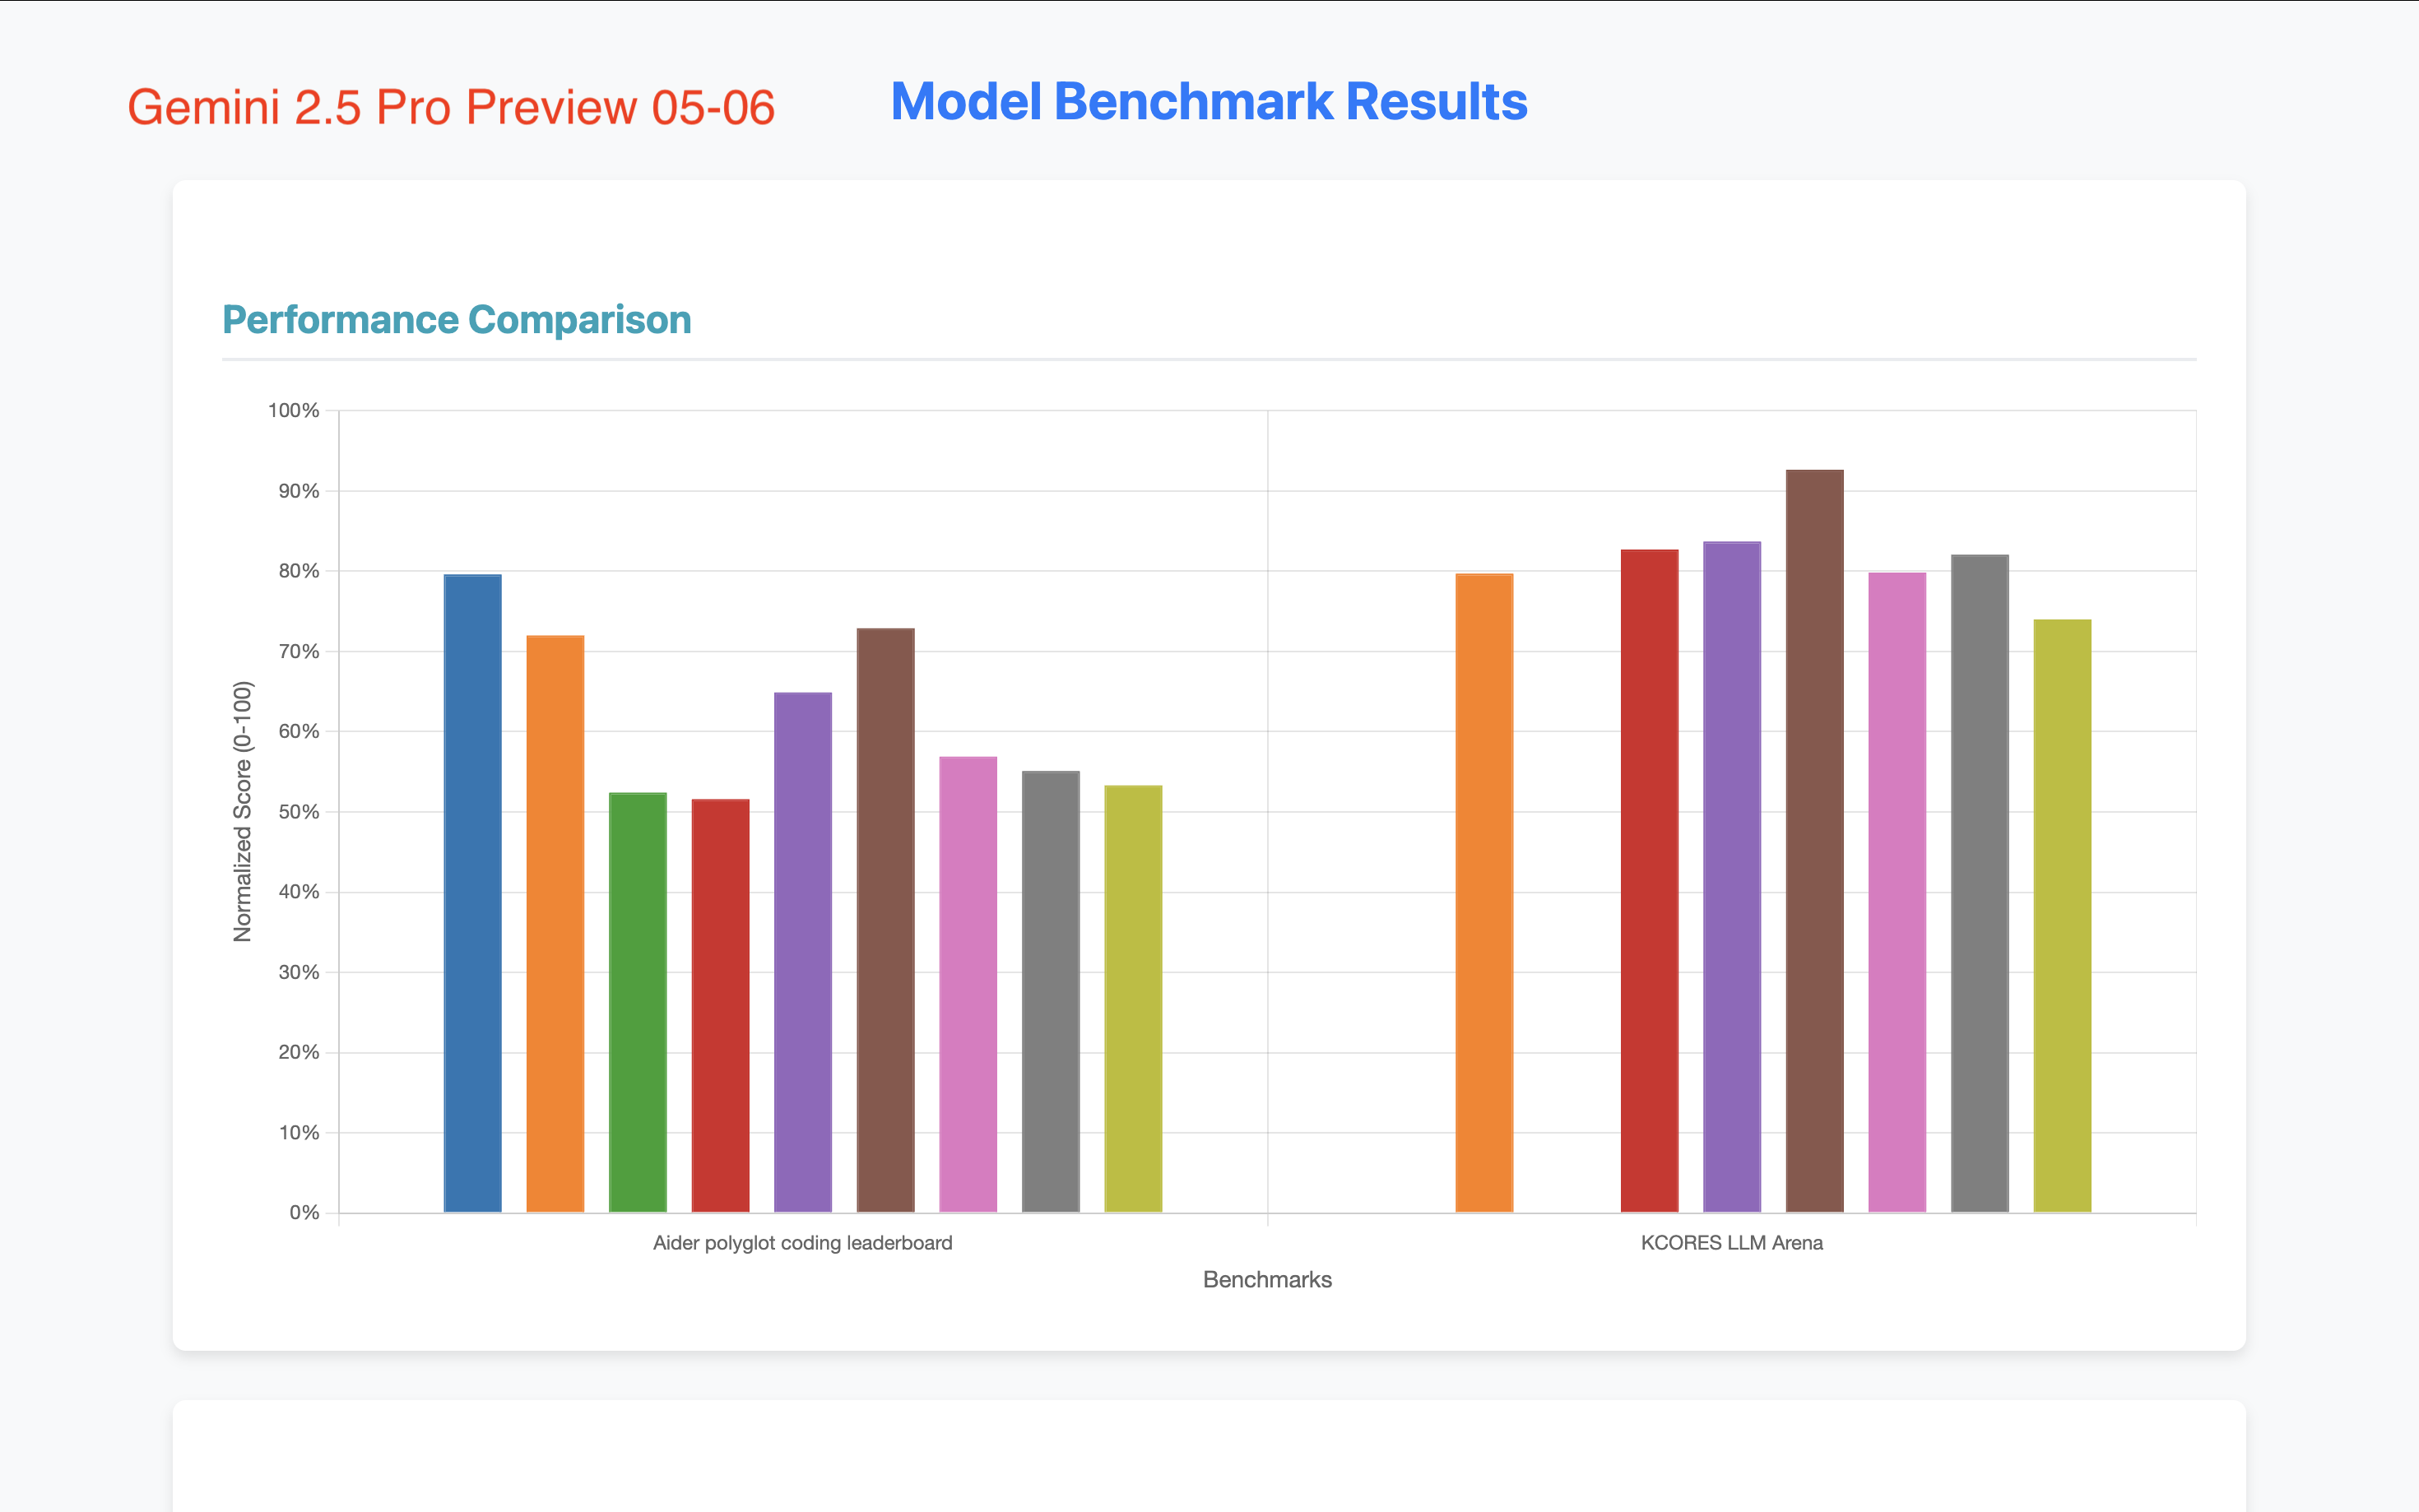 Gemini 2.5 Pro Preview 05-06
Model Benchmark Results
Performance Comparison
100%
90%
80%
70%
60%
50%
40%
30%
20%
10%
0%
Normalized Score (0-100)
Aider polyglot coding leaderboard
KCORES LLM Arena
Benchmarks